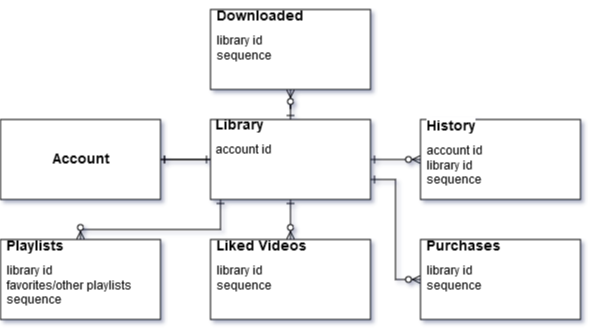 Downloaded
library id
sequence
Account
Library
account id
History
account id
library id
sequence
Playlists
library id
favorites/other playlists
sequence
Liked Videos
library id
sequence
Purchases
library id
sequence